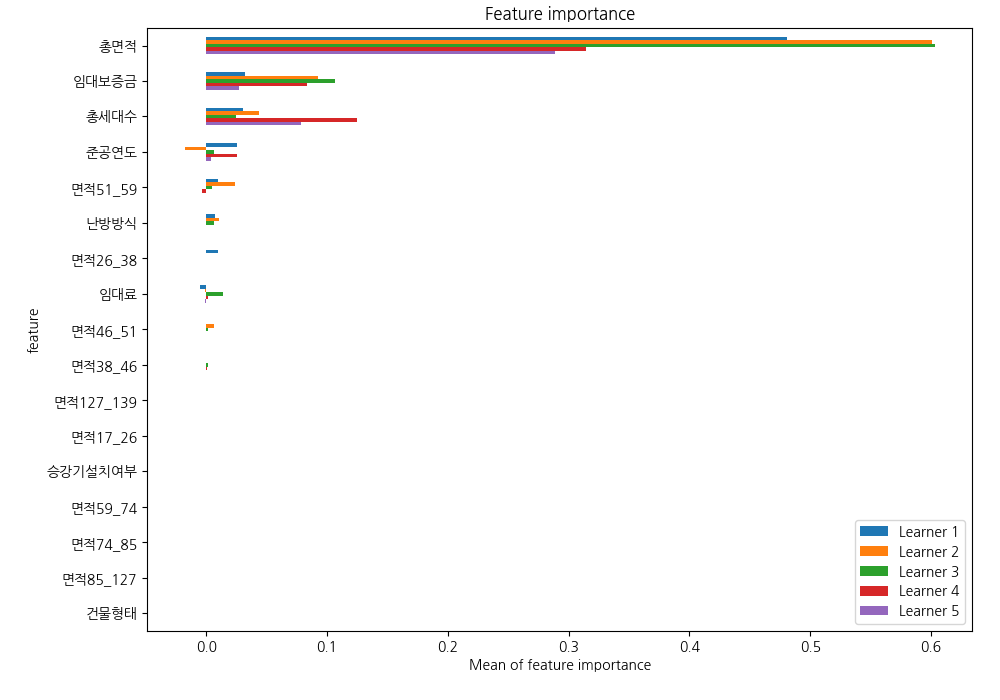 Feature importance
총면적
임대보증금
총세대수
준공연도
면적51_59
난방방식
면적26_38
임대료
면적46_51
면적38_46
면적127_139
면적17_26
승강기설치여부
면적59_74
면적74_85
면적85_127
건물형태
feature
Learner 1
Learner 2
Learner 3
Learner 4
Learner 5
0.0 0.1 0.2 0.3 0.4 0.5 0.6
Mean of feature importance